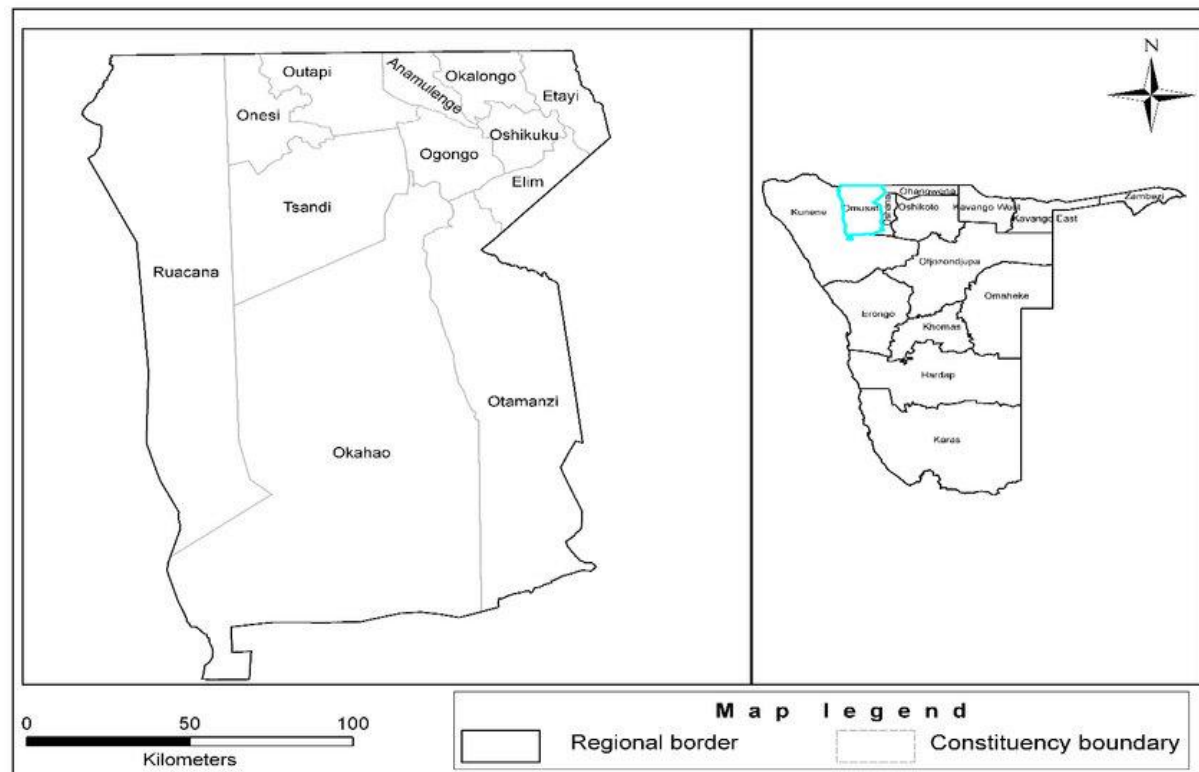 Outapi
Anamulenge
Okalongo
Etayi
Onesi
Oshikuku
Ogongo
Elim
Tsandi
Ruacana
Otamanzi
Okahao
N
Ohangwena
Zambezi
Kunene
Omusati
Oshana
Oshikoto
Kavango West
Kavango East
Otjozondjupa
Omaheke
Erongo
Khomas
Hardap
Karas
0 50 100
Kilometers
Map legend
Regional border
Constituency boundary